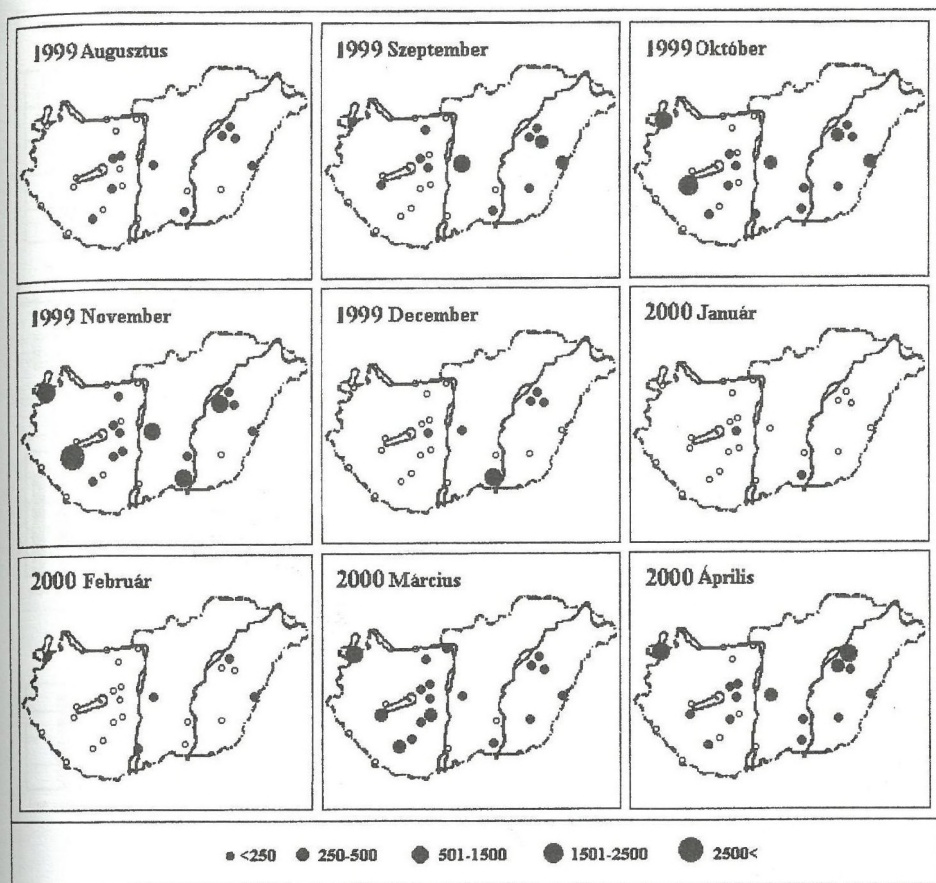 1999 Augusztus
1999 Szeptember
1999 Október
1999 November
1999 December
2000 Január
2000 Február
2000 Március
2000 Április
<250 250-500 501-1500 1501-2500 2500<